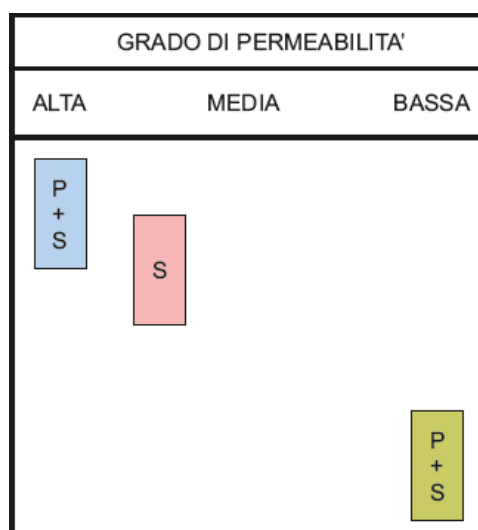 GRADO DI PERMEABILITA'
ALTA MEDIA BASSA
P
+
S
S
P
+
S